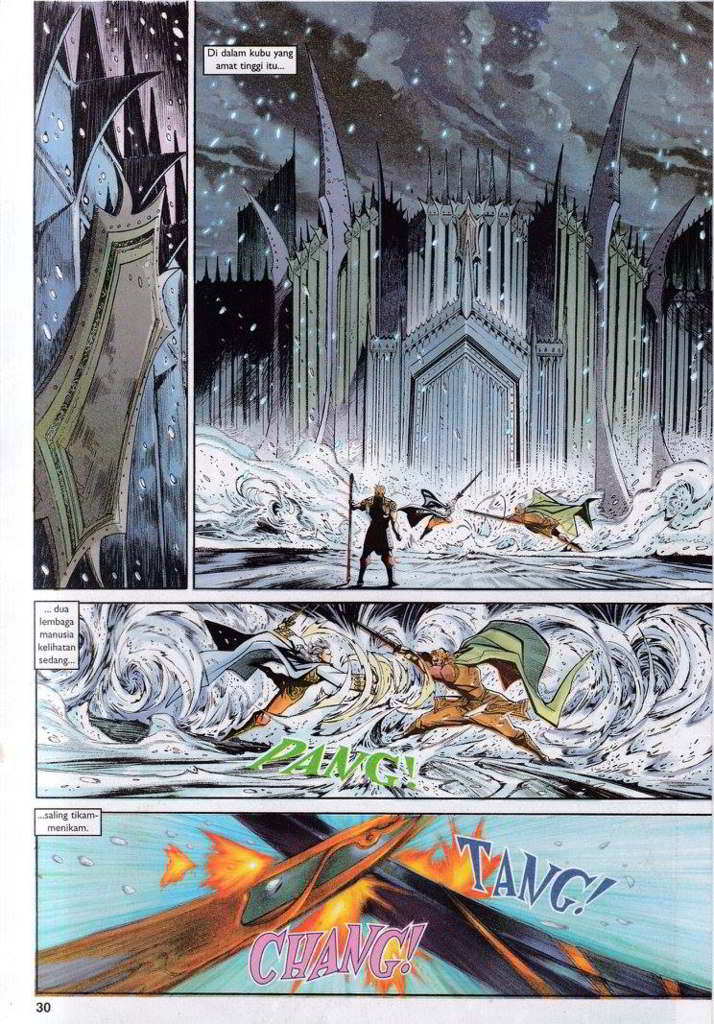 Di dalam kubu yang
amat tinggi itu...
... dua
lembaga
manusia
kelihatan
sedang...
PANG!
...saling tikam-
menikam.
TANG!
CHANG!
30